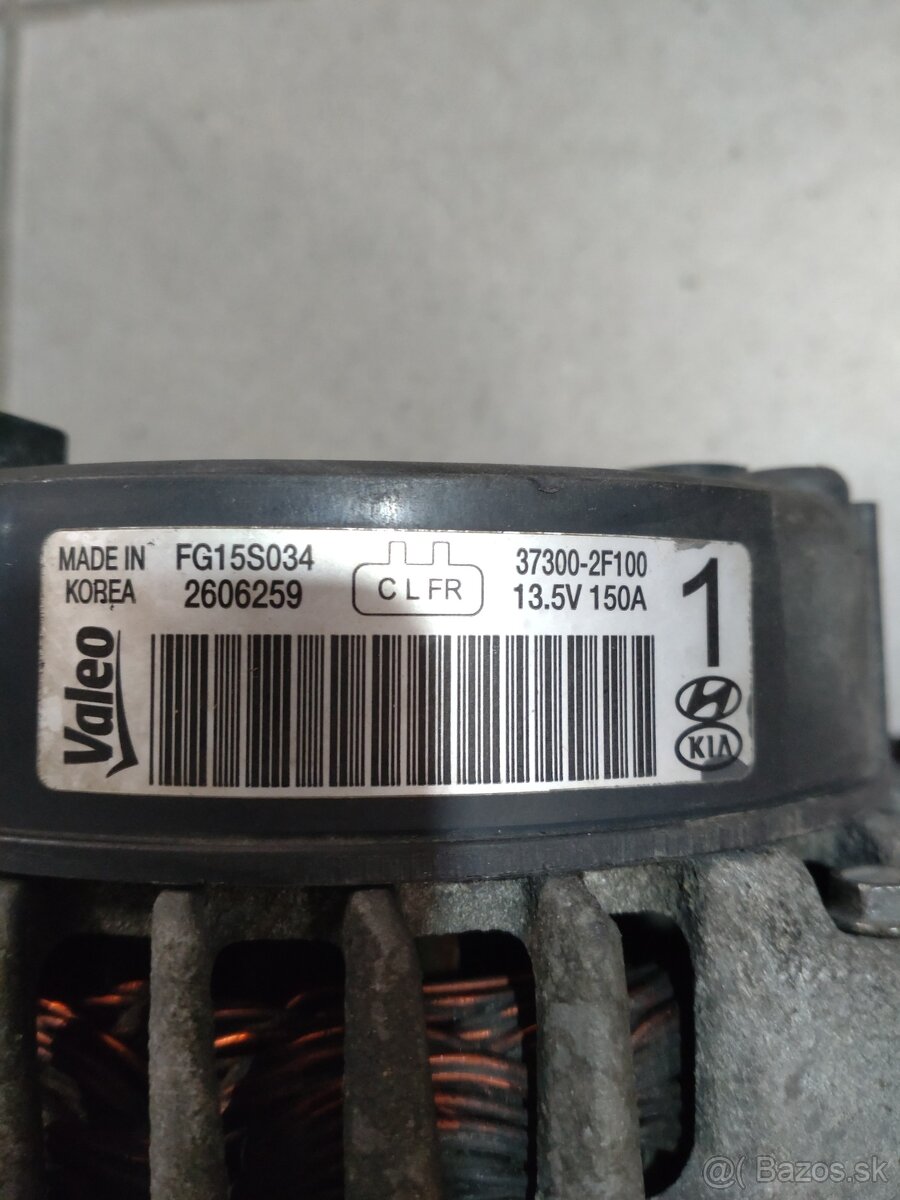 MADE IN KOREA
FG15S034
2606259
C L FR
37300-2F100
13.5V 150A
1
Valeo
KIA
@( Bazos.sk